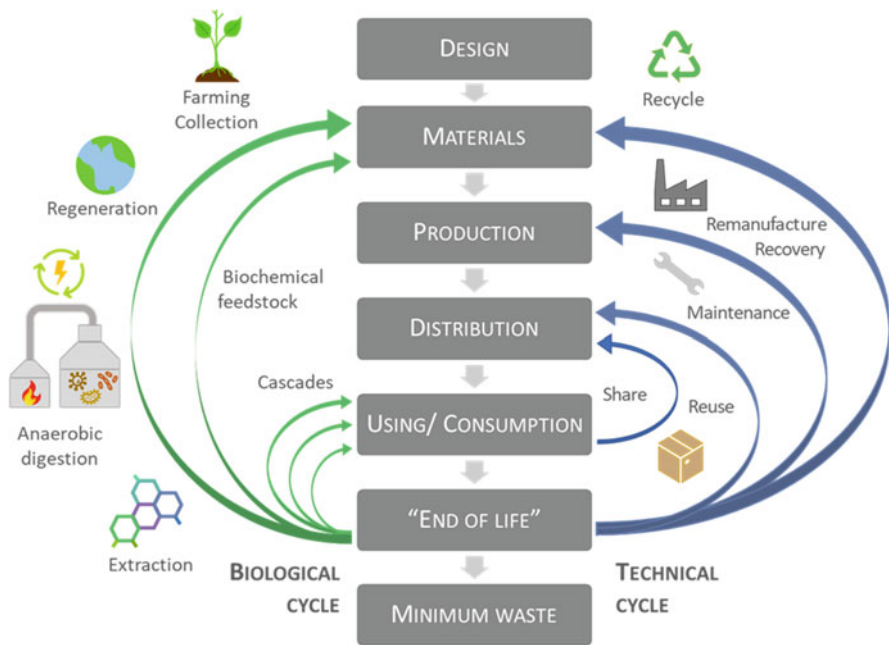 DESIGN
Farming
Collection
Recycle
MATERIALS
Regeneration
Remanufacture
Recovery
PRODUCTION
Biochemical
feedstock
Maintenance
DISTRIBUTION
Cascades
Share
Reuse
USING/ CONSUMPTION
Anaerobic
digestion
"END OF LIFE"
Extraction
BIOLOGICAL
CYCLE
TECHNICAL
CYCLE
MINIMUM WASTE